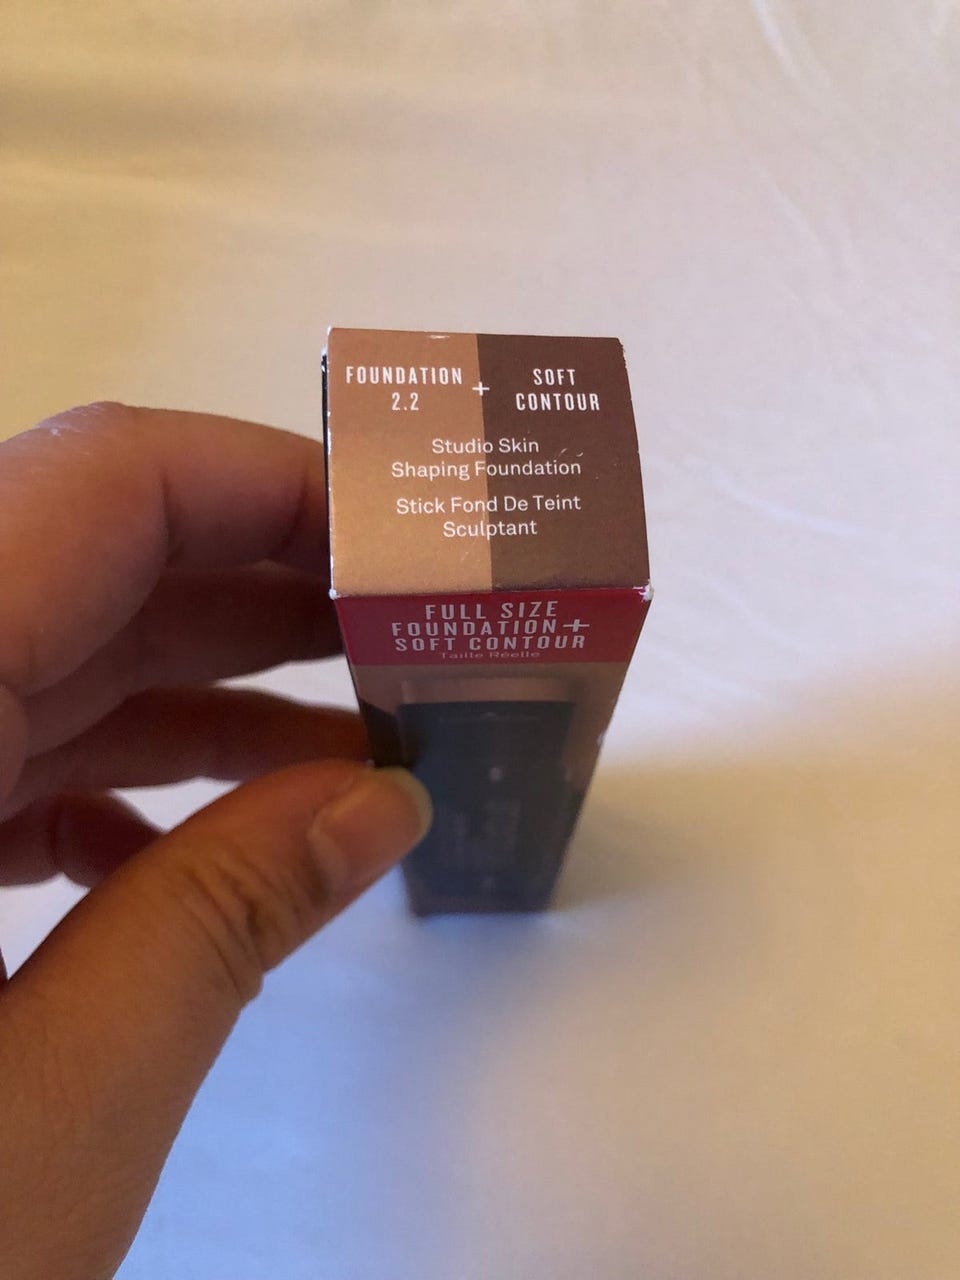 FOUNDATION
2.2
+
SOFT
CONTOUR
Studio Skin
Shaping Foundation
Stick Fond De Teint
Sculptant
FULL SIZE
FOUNDATION +
SOFT CONTOUR
Taille Réelle